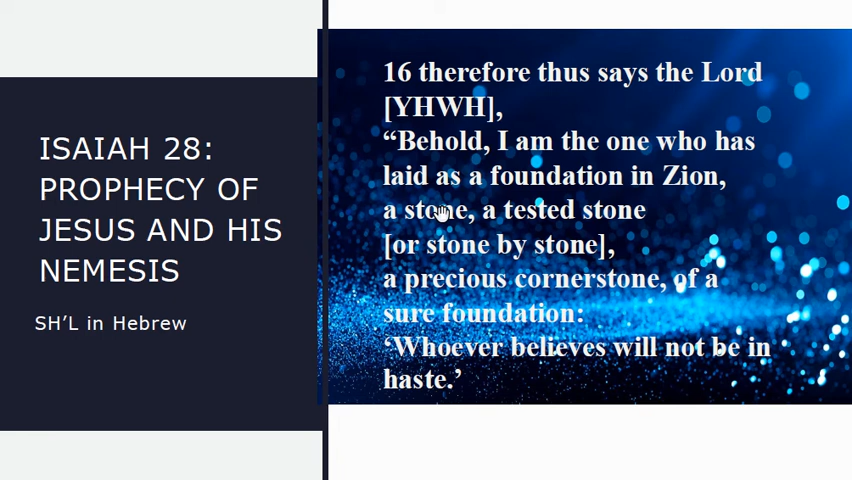 ISAIAH 28:
PROPHECY OF
JESUS AND HIS
NEMESIS
SH’L in Hebrew
16 therefore thus says the Lord
[YHWH],
“Behold, I am the one who has
laid as a foundation in Zion,
a stone, a tested stone
[or stone by stone],
a precious cornerstone, of a
sure foundation:
‘Whoever believes will not be in
haste.’